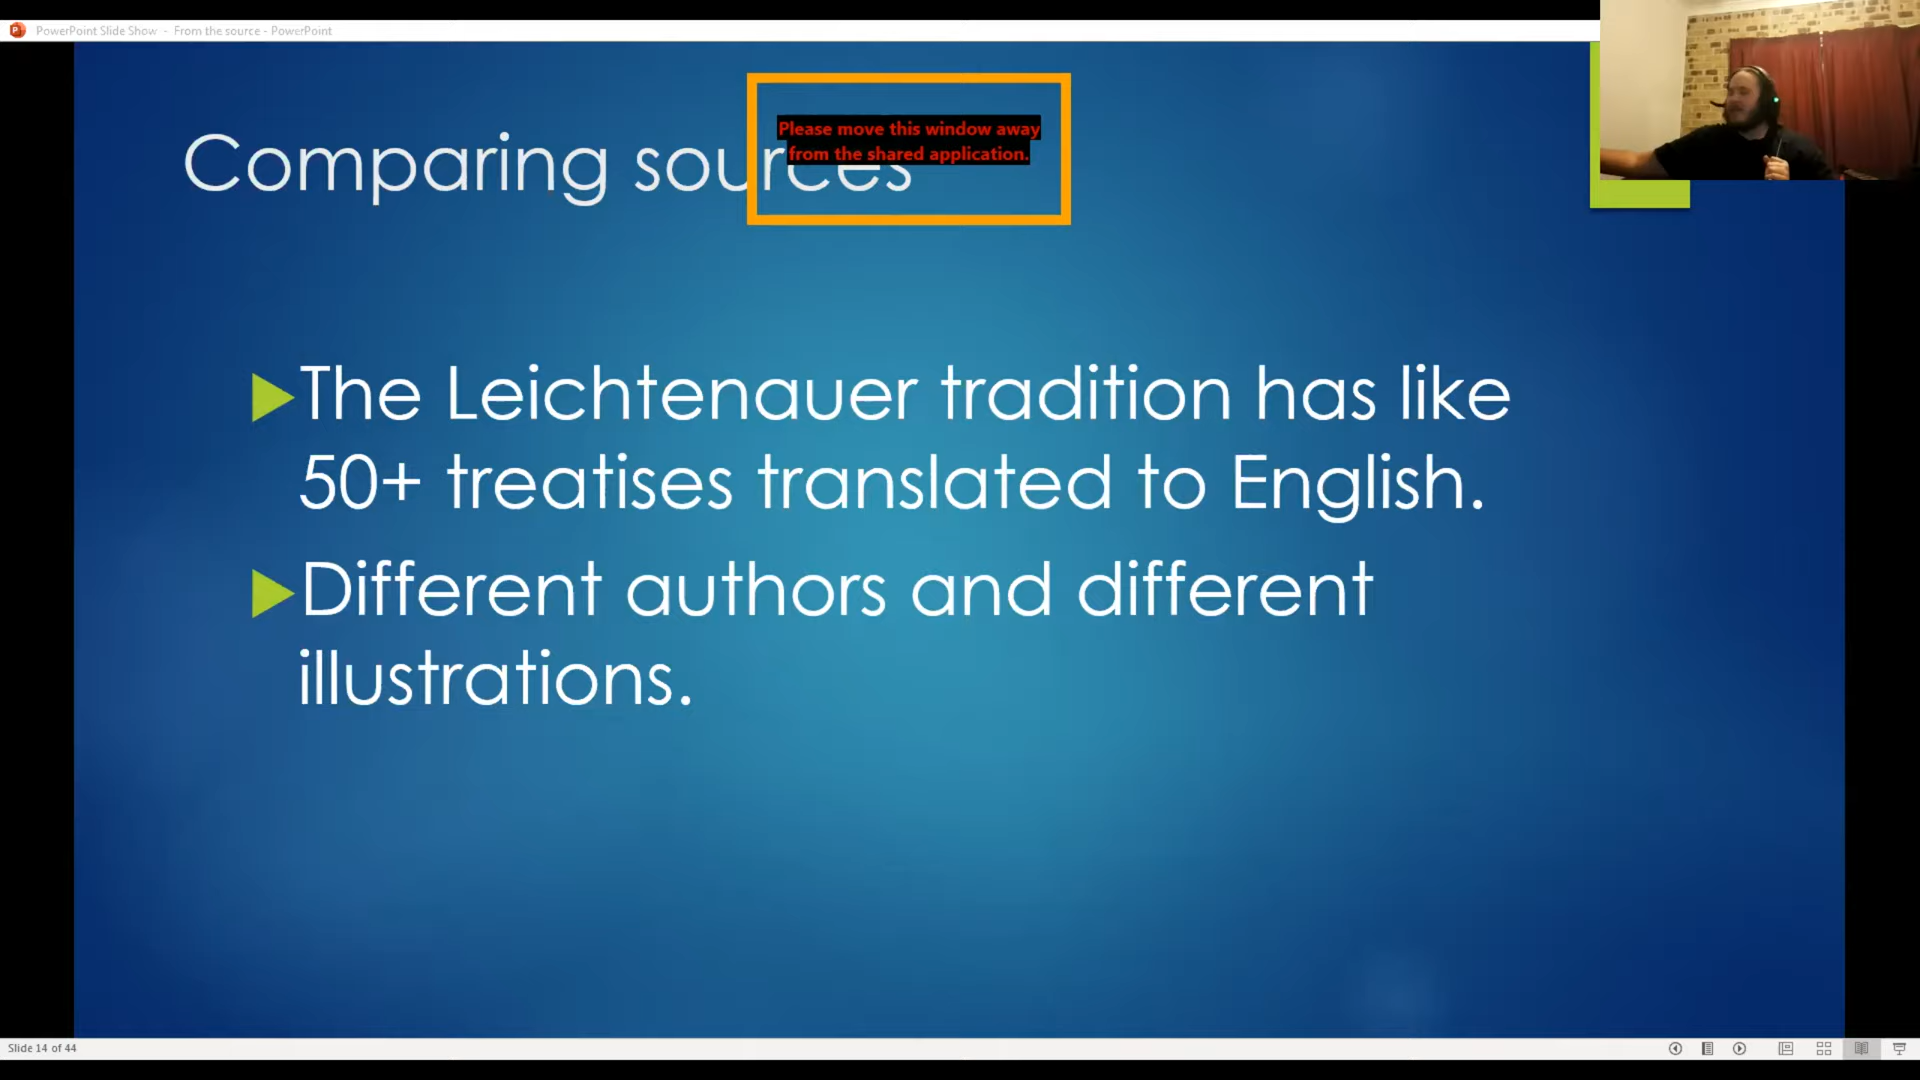 PowerPoint Slide Show - From the source - PowerPoint
Please move this window away
from the shared application.
Comparing sources
The Leichtenauer tradition has like
50+ treatises translated to English.
Different authors and different
illustrations.
Slide 14 of 44